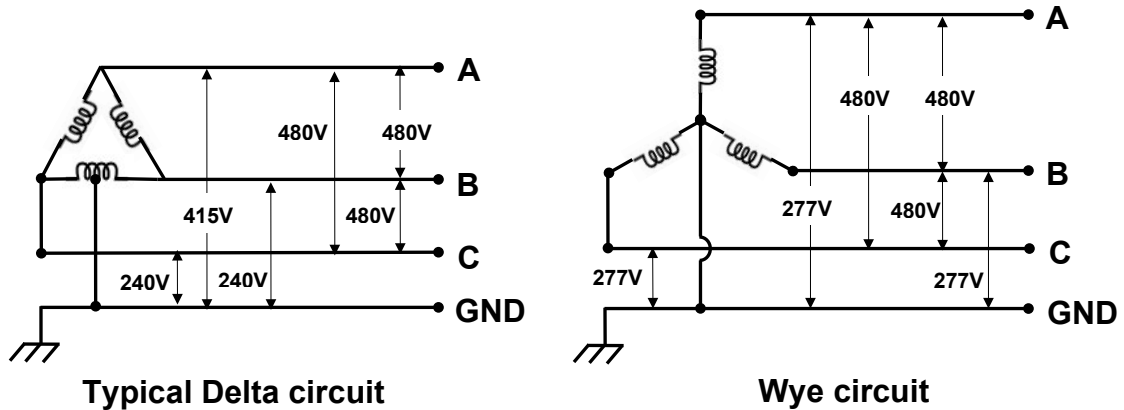 A
480V
480V
B
415V
480V
C
240V
240V
GND
Typical Delta circuit
A
480V
480V
B
277V
480V
C
277V
277V
GND
Wye circuit